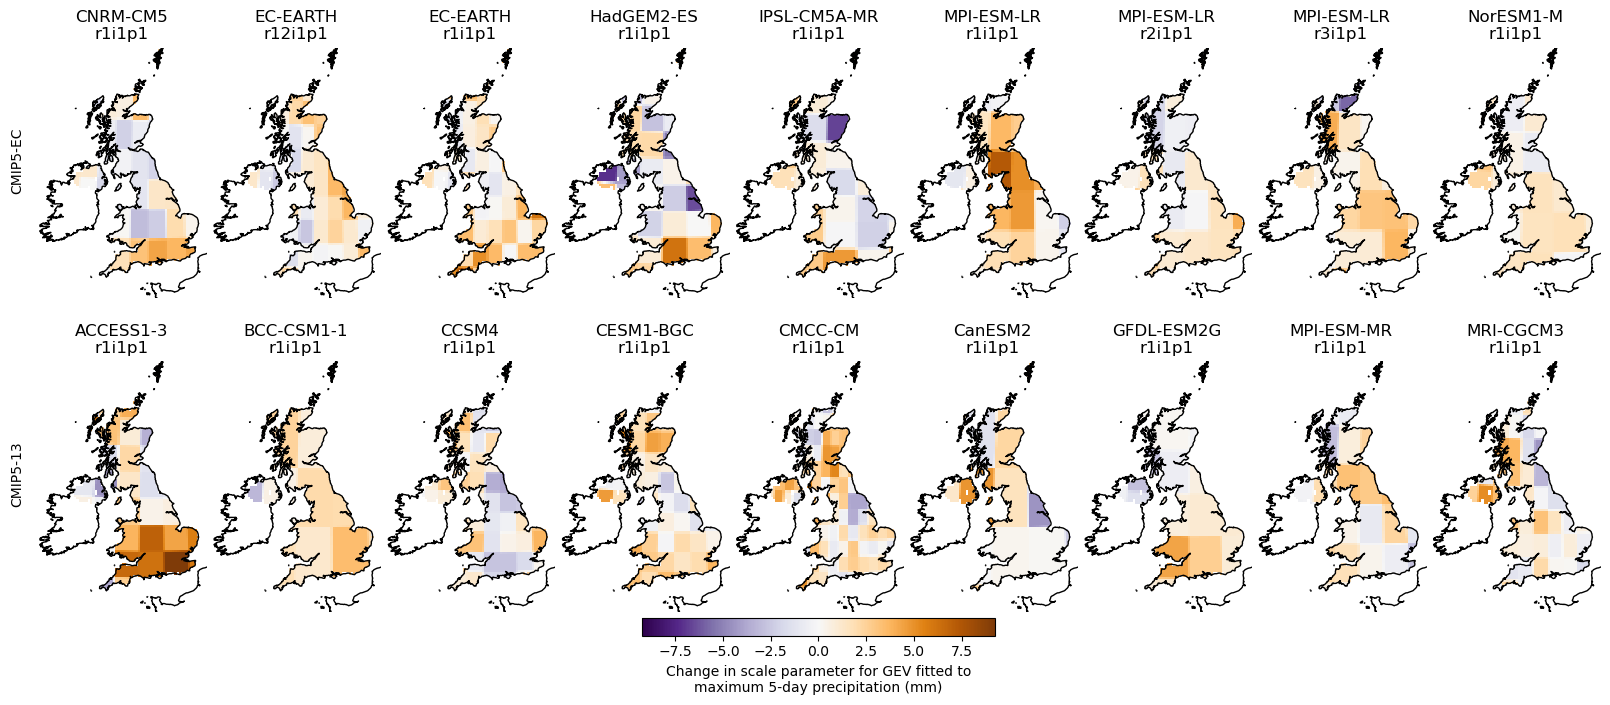 CNRM-CM5
r1i1p1
EC-EARTH
r12i1p1
EC-EARTH
r1i1p1
HadGEM2-ES
r1i1p1
IPSL-CM5A-MR
r1i1p1
MPI-ESM-LR
r1i1p1
MPI-ESM-LR
r2i1p1
MPI-ESM-LR
r3i1p1
NorESM1-M
r1i1p1
CMIP5-EC
ACCESS1-3
r1i1p1
BCC-CSM1-1
r1i1p1
CCSM4
r1i1p1
CESM1-BGC
r1i1p1
CMCC-CM
r1i1p1
CanESM2
r1i1p1
GFDL-ESM2G
r1i1p1
MPI-ESM-MR
r1i1p1
MRI-CGCM3
r1i1p1
CMIP5-13
−7.5 −5.0 −2.5 0.0 2.5 5.0 7.5
Change in scale parameter for GEV fitted to
maximum 5-day precipitation (mm)